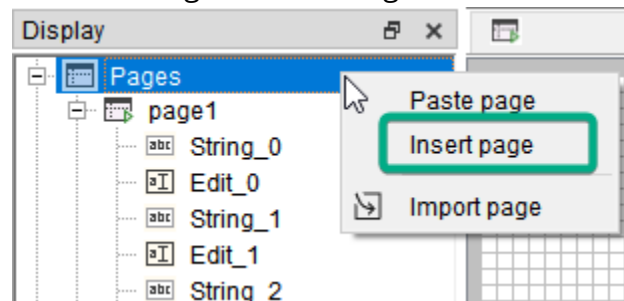 Display
Pages
page1
String_0
Edit_0
String_1
Edit_1
String_2
Paste page
Insert page
Import page